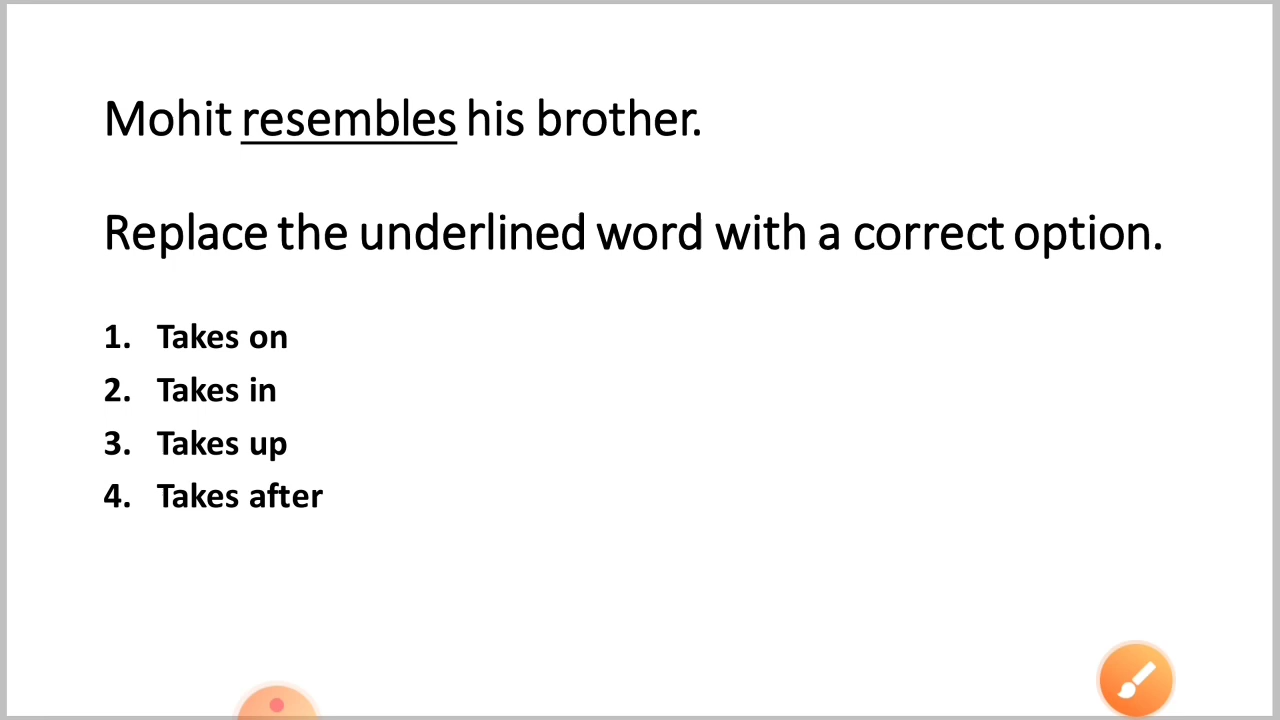 Mohit resembles his brother.
Replace the underlined word with a correct option.
1. Takes on
2. Takes in
3. Takes up
4. Takes after